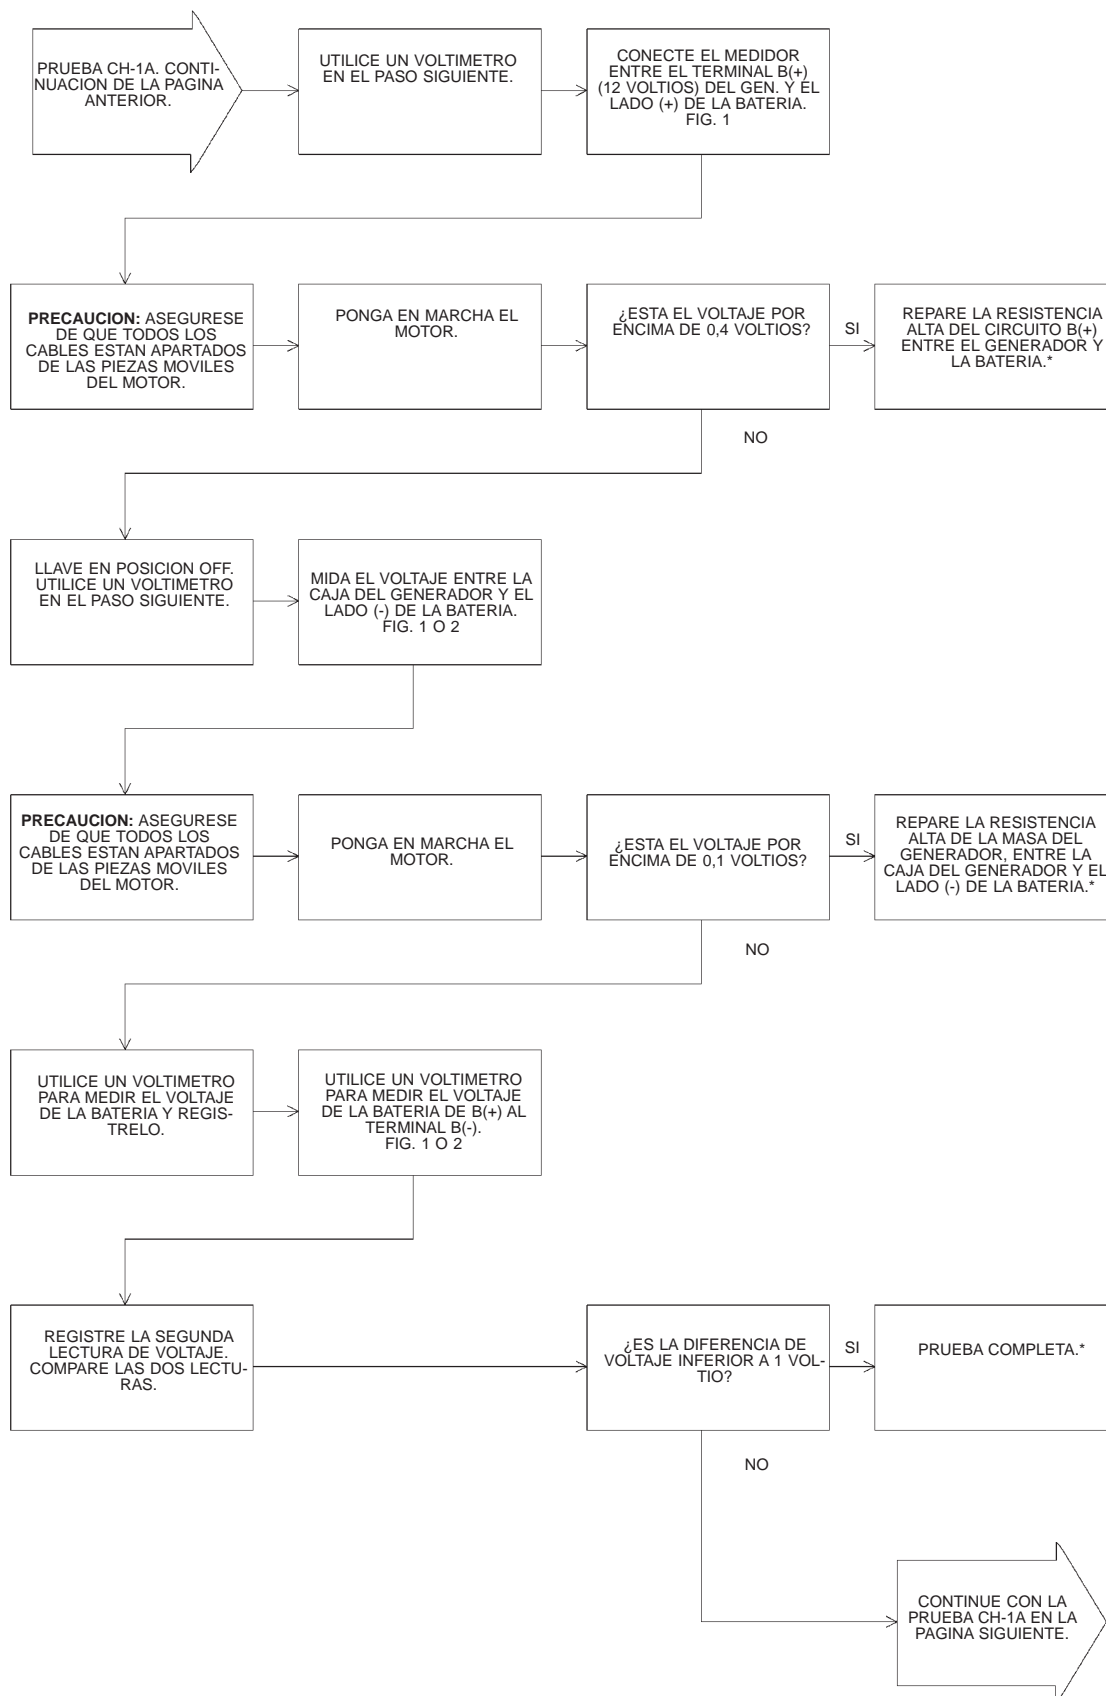 PRUEBA CH-1A. CONTI-
NUACION DE LA PAGINA
ANTERIOR.
UTILICE UN VOLTIMETRO
EN EL PASO SIGUIENTE.
CONECTE EL MEDIDOR
ENTRE EL TERMINAL B(+)
(12 VOLTIOS) DEL GEN. Y EL
LADO (+) DE LA BATERIA.
FIG. 1
PRECAUCION: ASEGURESE
DE QUE TODOS LOS
CABLES ESTAN APARTADOS
DE LAS PIEZAS MOVILES
DEL MOTOR.
PONGA EN MARCHA EL
MOTOR.
¿ESTA EL VOLTAJE POR
ENCIMA DE 0,4 VOLTIOS?
SI
REPARE LA RESISTENCIA
ALTA DEL CIRCUITO B(+)
ENTRE EL GENERADOR Y
LA BATERIA.*
NO
LLAVE EN POSICION OFF.
UTILICE UN VOLTIMETRO
EN EL PASO SIGUIENTE.
MIDA EL VOLTAJE ENTRE LA
CAJA DEL GENERADOR Y EL
LADO (-) DE LA BATERIA.
FIG. 1 O 2
PRECAUCION: ASEGURESE
DE QUE TODOS LOS
CABLES ESTAN APARTADOS
DE LAS PIEZAS MOVILES
DEL MOTOR.
PONGA EN MARCHA EL
MOTOR.
¿ESTA EL VOLTAJE POR
ENCIMA DE 0,1 VOLTIOS?
SI
REPARE LA RESISTENCIA
ALTA DE LA MASA DEL
GENERADOR, ENTRE LA
CAJA DEL GENERADOR Y EL
LADO (-) DE LA BATERIA.*
NO
UTILICE UN VOLTIMETRO
PARA MEDIR EL VOLTAJE
DE LA BATERIA Y REGIS-
TRELO.
UTILICE UN VOLTIMETRO
PARA MEDIR EL VOLTAJE
DE LA BATERIA DE B(+) AL
TERMINAL B(-).
FIG. 1 O 2
REGISTRE LA SEGUNDA
LECTURA DE VOLTAJE.
COMPARE LAS DOS LECTU-
RAS.
¿ES LA DIFERENCIA DE
VOLTAJE INFERIOR A 1 VOL-
TIO?
SI
PRUEBA COMPLETA.*
NO
CONTINUE CON LA
PRUEBA CH-1A EN LA
PAGINA SIGUIENTE.